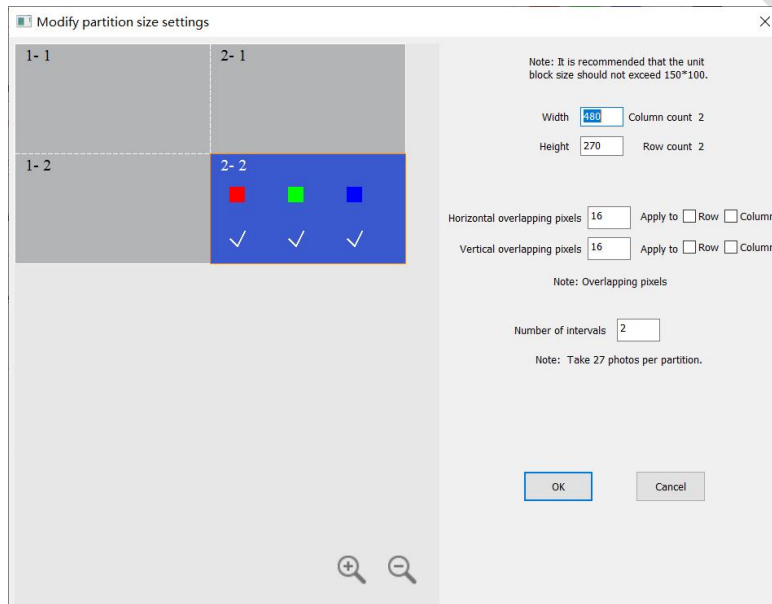 Modify partition size settings
1- 1
2- 1
1- 2
2- 2
Note: It is recommended that the unit
block size should not exceed 150*100.
Width 480 Column count 2
Height 270 Row count 2
Horizontal overlapping pixels 16 Apply to Row Column
Vertical overlapping pixels 16 Apply to Row Column
Note: Overlapping pixels
Number of intervals 2
Note: Take 27 photos per partition.
OK Cancel